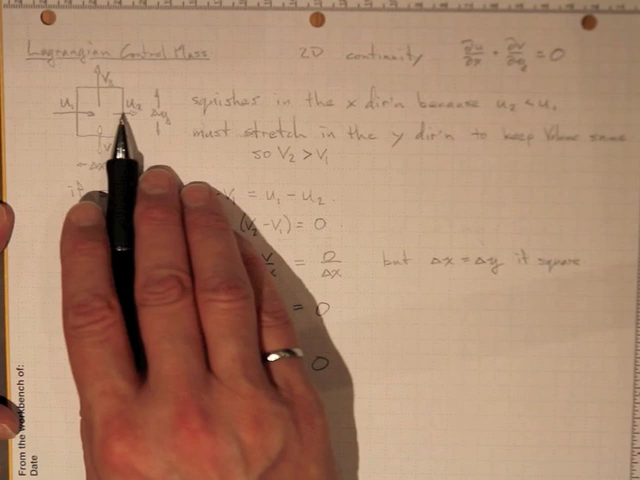 Lagrangian Control Mass
2D continuity ∂u/∂x + ∂v/∂y = 0
V₂
u₁ u₂ Δy
squishes in the x dir'n because u₂ < u₁
must stretch in the y dir'n to keep Volume same
so V₂ > V₁
Δx
if -V₁ = u₁ - u₂
(V₂-V₁) = 0
= 0/Δx but Δx = Δy if square
= 0
0
From the workbench of:
Date